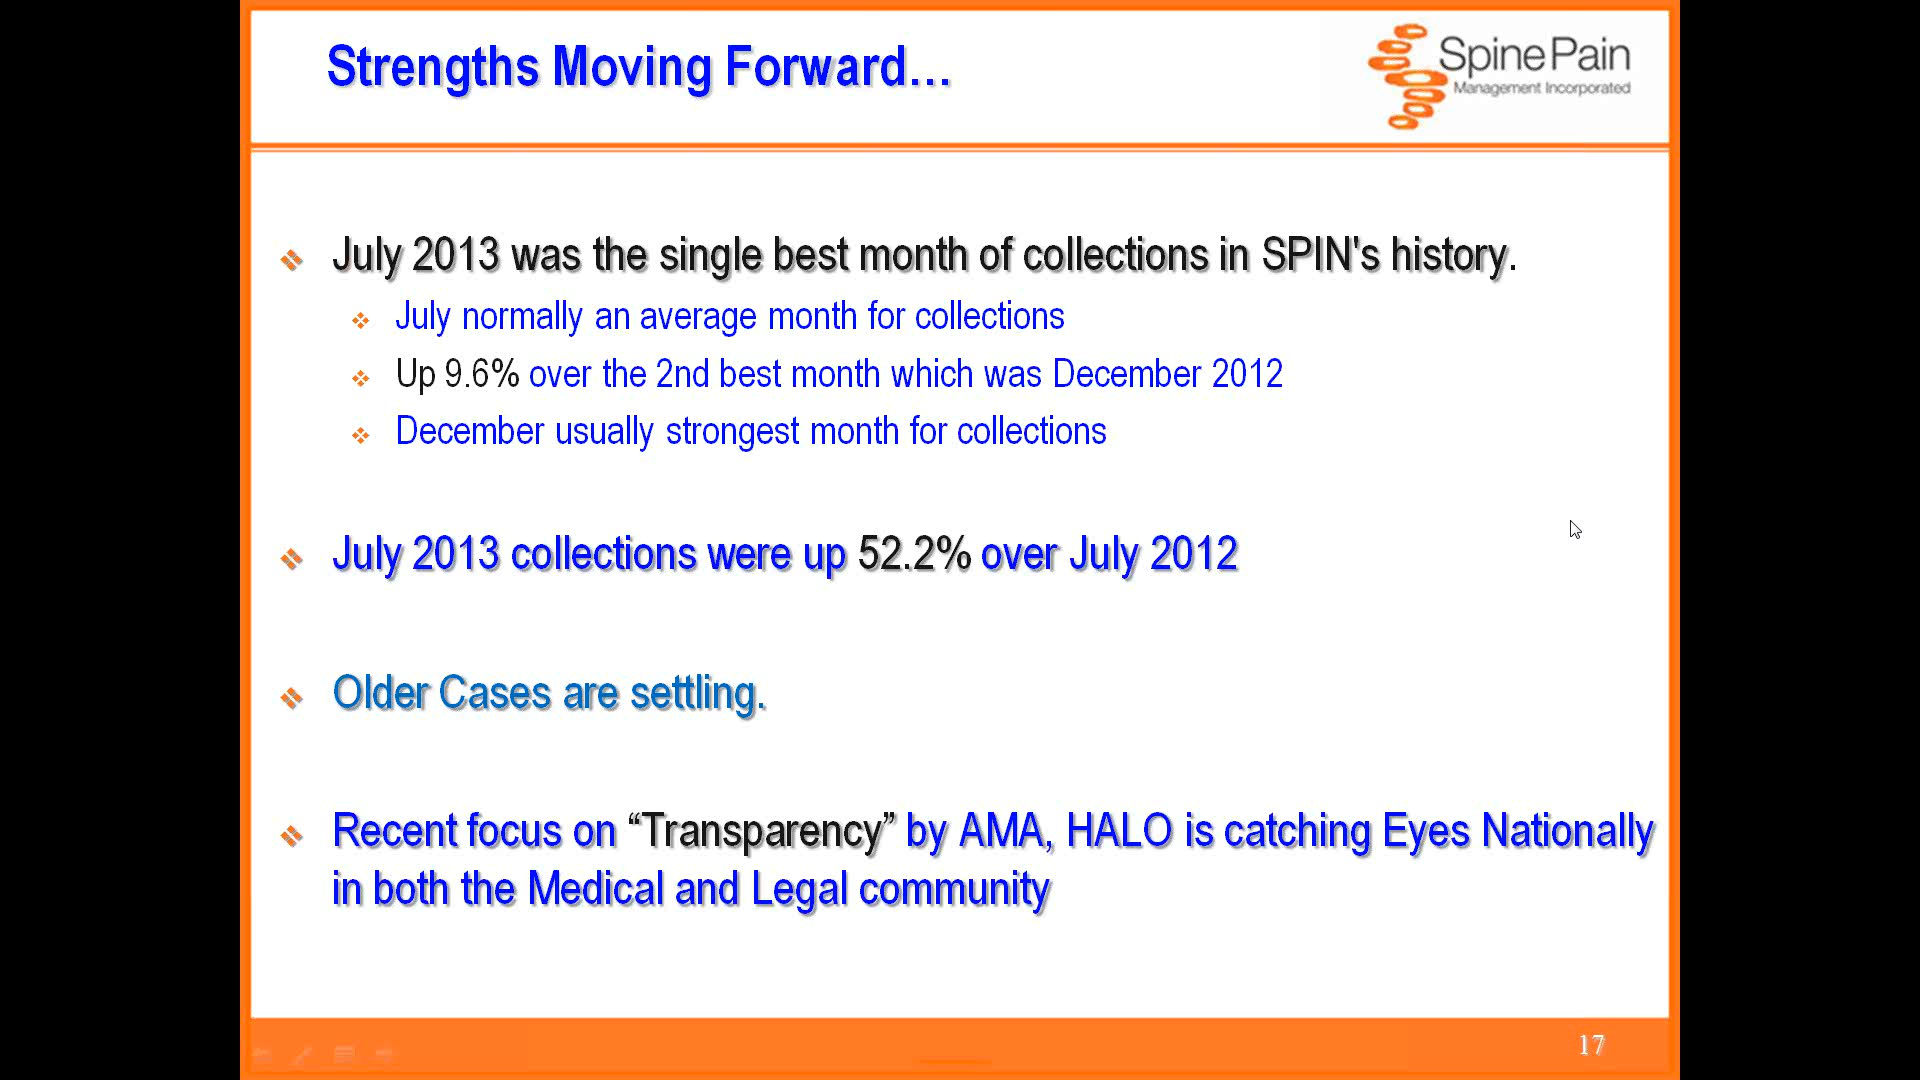 Strengths Moving Forward…
Spine Pain
Management Incorporated
July 2013 was the single best month of collections in SPIN's history.
July normally an average month for collections
Up 9.6% over the 2nd best month which was December 2012
December usually strongest month for collections
July 2013 collections were up 52.2% over July 2012
Older Cases are settling.
Recent focus on “Transparency” by AMA, HALO is catching Eyes Nationally
in both the Medical and Legal community
17